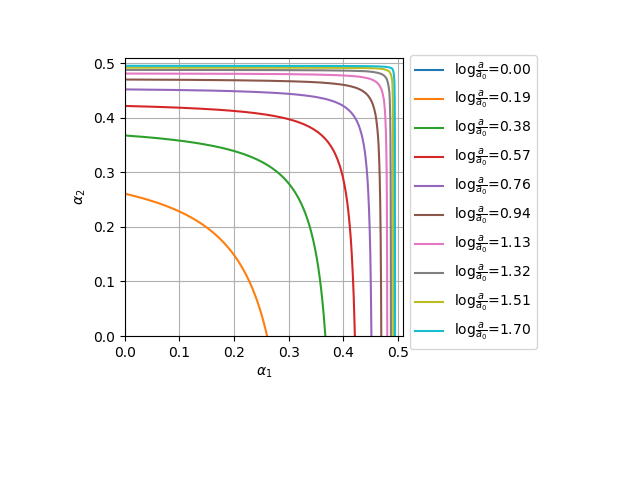 0.5
0.4
0.3
0.2
0.1
0.0
α₂
0.0 0.1 0.2 0.3 0.4 0.5
α₁
log a/a₀=0.00
log a/a₀=0.19
log a/a₀=0.38
log a/a₀=0.57
log a/a₀=0.76
log a/a₀=0.94
log a/a₀=1.13
log a/a₀=1.32
log a/a₀=1.51
log a/a₀=1.70